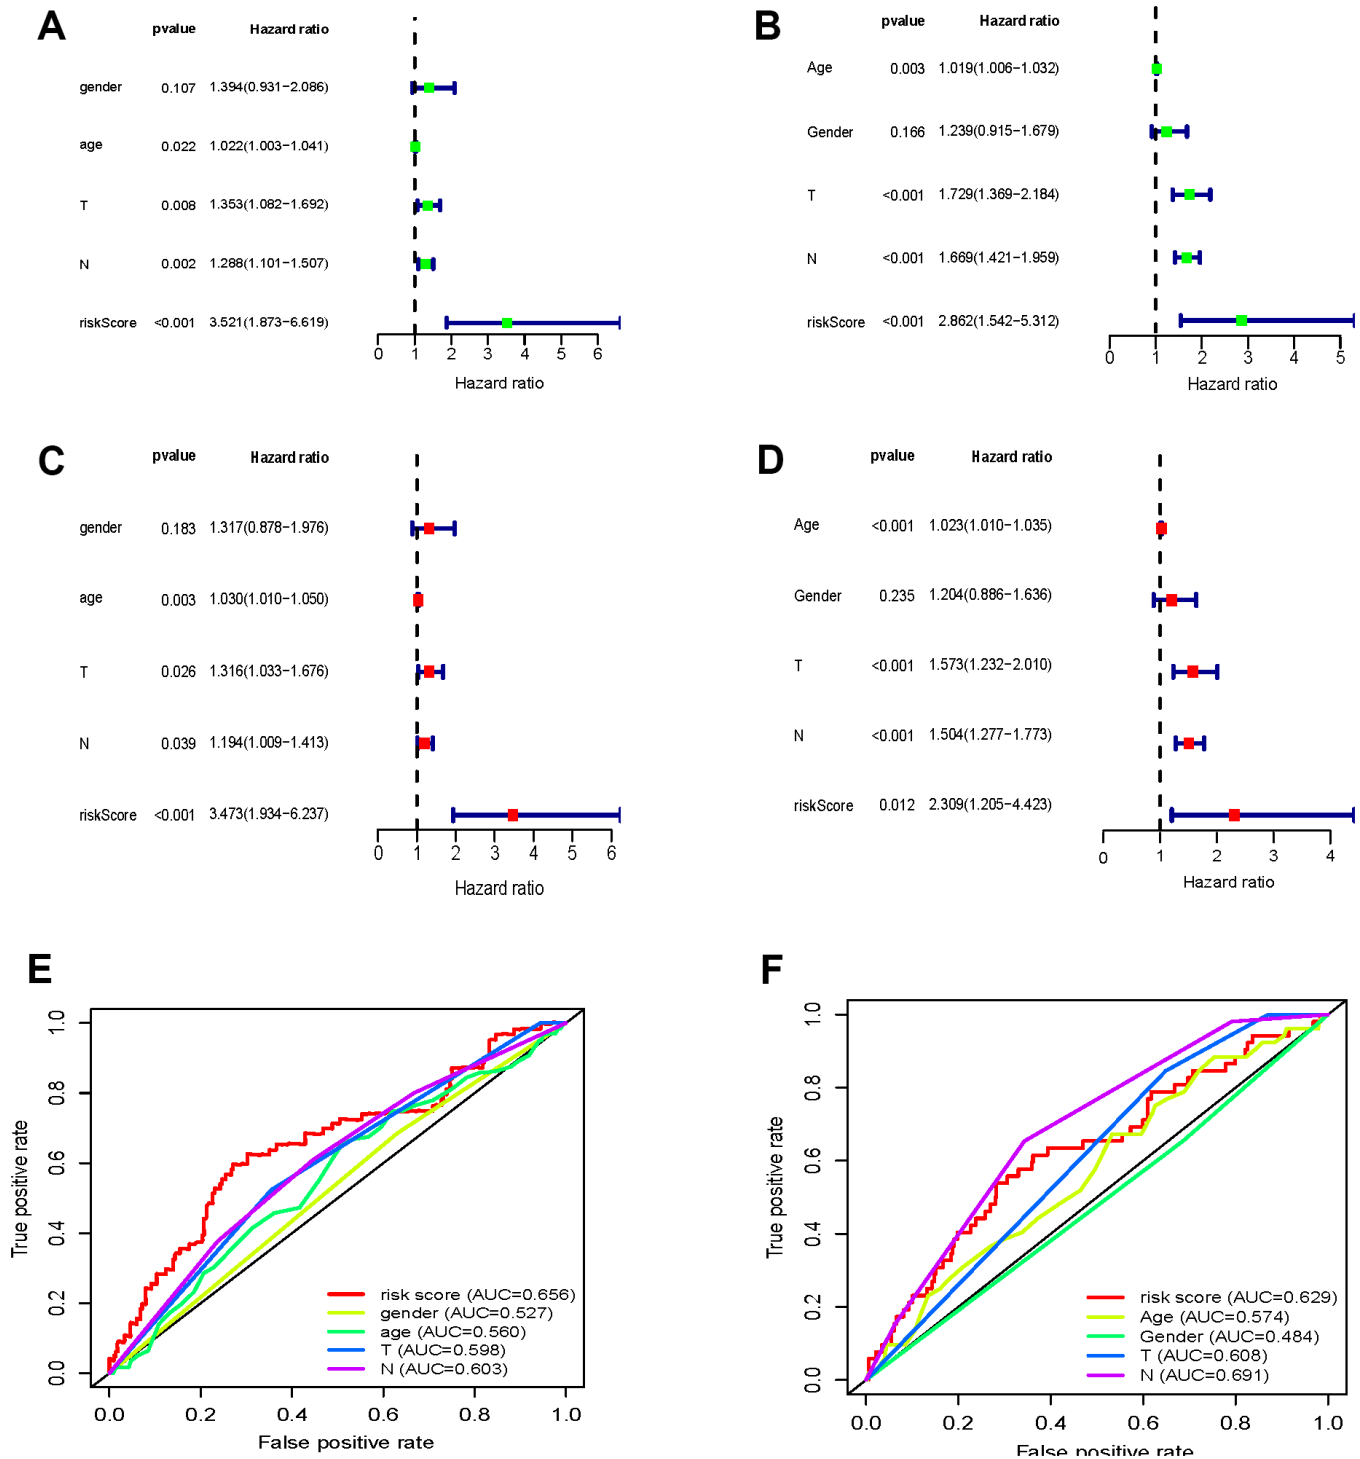 A
pvalue Hazard ratio
gender 0.107 1.394(0.931−2.086)
age 0.022 1.022(1.003−1.041)
T 0.008 1.353(1.082−1.692)
N 0.002 1.288(1.101−1.507)
riskScore <0.001 3.521(1.873−6.619)
0 1 2 3 4 5 6
Hazard ratio
B
pvalue Hazard ratio
Age 0.003 1.019(1.006−1.032)
Gender 0.166 1.239(0.915−1.679)
T <0.001 1.729(1.369−2.184)
N <0.001 1.669(1.421−1.959)
riskScore <0.001 2.862(1.542−5.312)
0 1 2 3 4 5
Hazard ratio
C
pvalue Hazard ratio
gender 0.183 1.317(0.878−1.976)
age 0.003 1.030(1.010−1.050)
T 0.026 1.316(1.033−1.676)
N 0.039 1.194(1.009−1.413)
riskScore <0.001 3.473(1.934−6.237)
0 1 2 3 4 5 6
Hazard ratio
D
pvalue Hazard ratio
Age <0.001 1.023(1.010−1.035)
Gender 0.235 1.204(0.886−1.636)
T <0.001 1.573(1.232−2.010)
N <0.001 1.504(1.277−1.773)
riskScore 0.012 2.309(1.205−4.423)
0 1 2 3 4
Hazard ratio
E
True positive rate
1.0
0.8
0.6
0.4
0.2
0.0
risk score (AUC=0.656)
gender (AUC=0.527)
age (AUC=0.560)
T (AUC=0.598)
N (AUC=0.603)
0.0 0.2 0.4 0.6 0.8 1.0
False positive rate
F
True positive rate
1.0
0.8
0.6
0.4
0.2
0.0
risk score (AUC=0.629)
Age (AUC=0.574)
Gender (AUC=0.484)
T (AUC=0.608)
N (AUC=0.691)
0.0 0.2 0.4 0.6 0.8 1.0
False positive rate